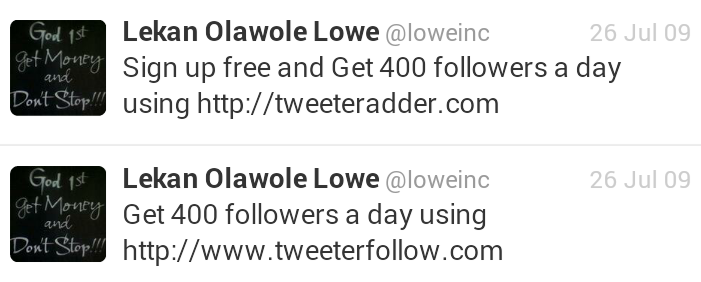 God 1st
get Money
and
Don't Stop!!!
Lekan Olawole Lowe @loweinc 26 Jul 09
Sign up free and Get 400 followers a day
using http://tweeteradder.com
God 1st
get Money
and
Don't Stop!!!
Lekan Olawole Lowe @loweinc 26 Jul 09
Get 400 followers a day using
http://www.tweeterfollow.com